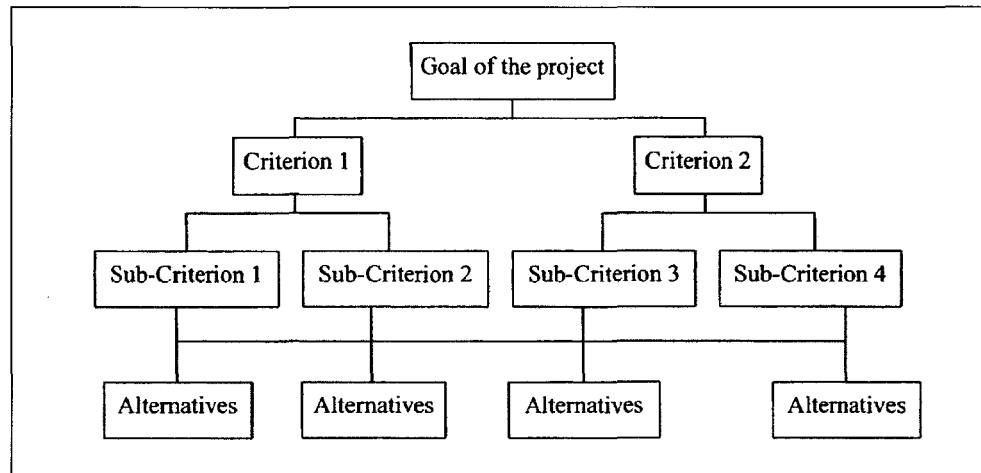 Goal of the project
Criterion 1
Criterion 2
Sub-Criterion 1
Sub-Criterion 2
Sub-Criterion 3
Sub-Criterion 4
Alternatives
Alternatives
Alternatives
Alternatives